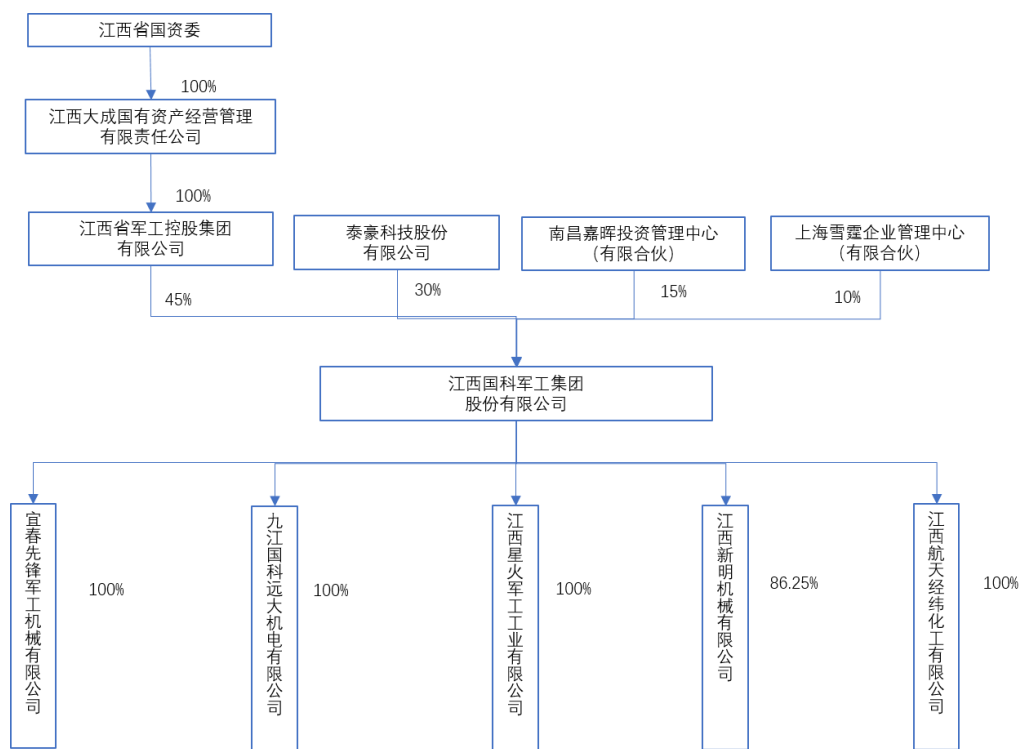 江西省国资委
100%
江西大成国有资产经营管理
有限责任公司
100%
江西省军工控股集团
有限公司
泰豪科技股份
有限公司
南昌嘉晖投资管理中心
（有限合伙）
上海雪霆企业管理中心
（有限合伙）
45%
30%
15%
10%
江西国科军工集团
股份有限公司
宜春先锋军工机械有限公司
100%
九江国科远大机电有限公司
100%
江西星火军工工业有限公司
100%
江西新明机械有限公司
86.25%
江西航天经纬化工有限公司
100%